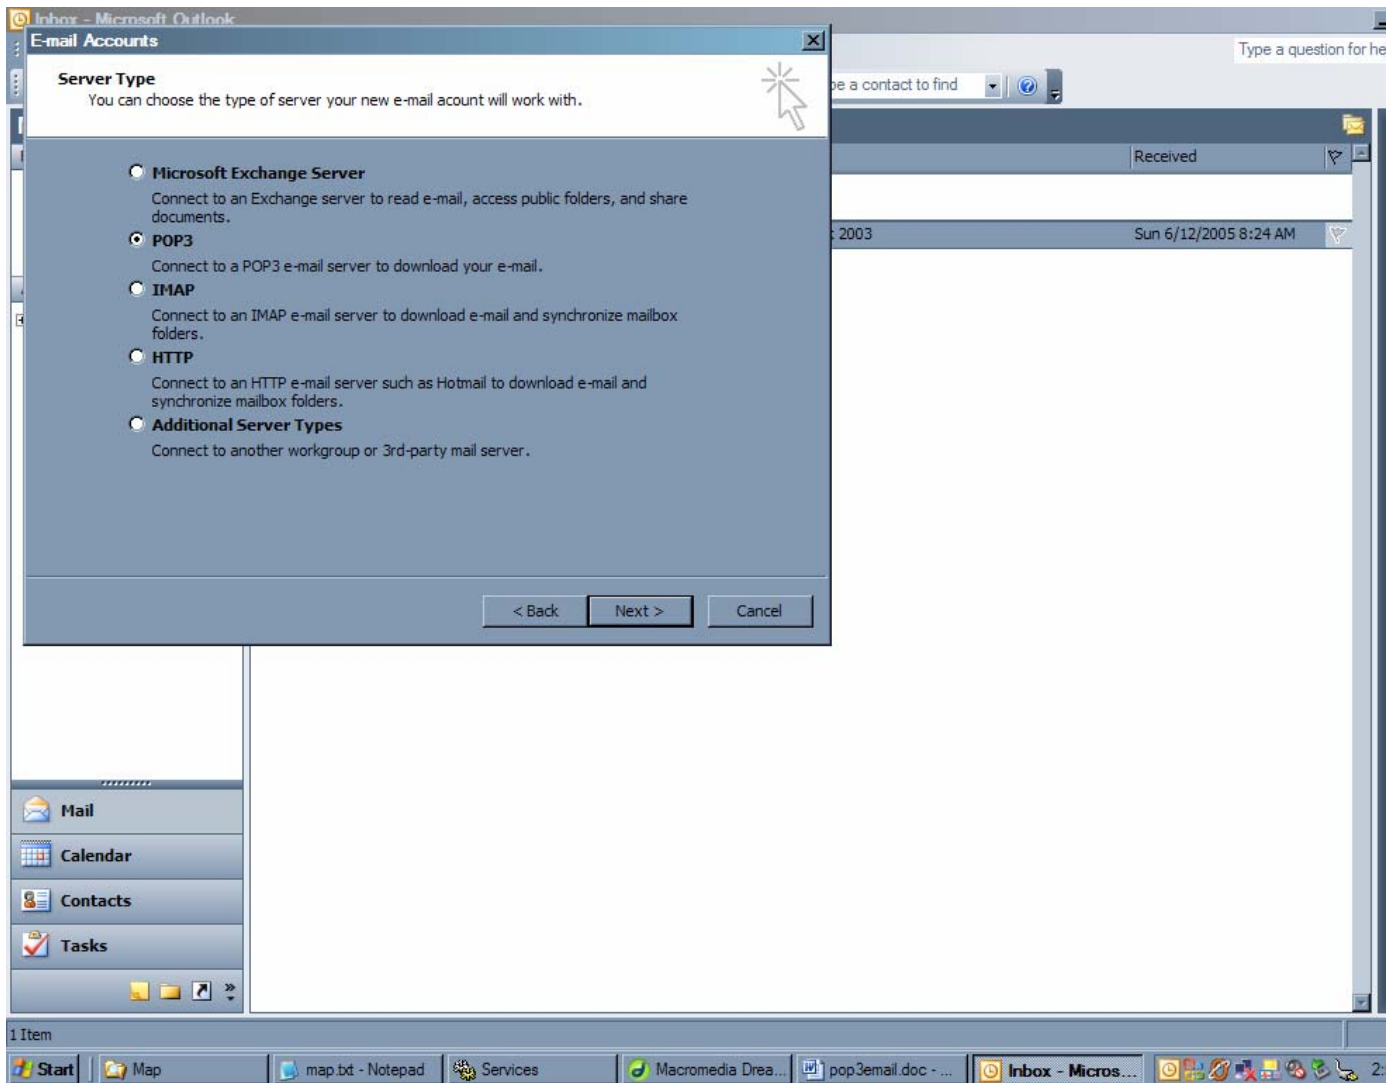 Inbox - Microsoft Outlook
E-mail Accounts
Type a question for he
Server Type
You can choose the type of server your new e-mail acount will work with.
pe a contact to find
Received
Microsoft Exchange Server
Connect to an Exchange server to read e-mail, access public folders, and share
documents.
: 2003
Sun 6/12/2005 8:24 AM
POP3
Connect to a POP3 e-mail server to download your e-mail.
IMAP
Connect to an IMAP e-mail server to download e-mail and synchronize mailbox
folders.
HTTP
Connect to an HTTP e-mail server such as Hotmail to download e-mail and
synchronize mailbox folders.
Additional Server Types
Connect to another workgroup or 3rd-party mail server.
< Back
Next >
Cancel
Mail
Calendar
Contacts
Tasks
1 Item
Start
Map
map.txt - Notepad
Services
Macromedia Drea...
pop3email.doc - ...
Inbox - Micros...
2: